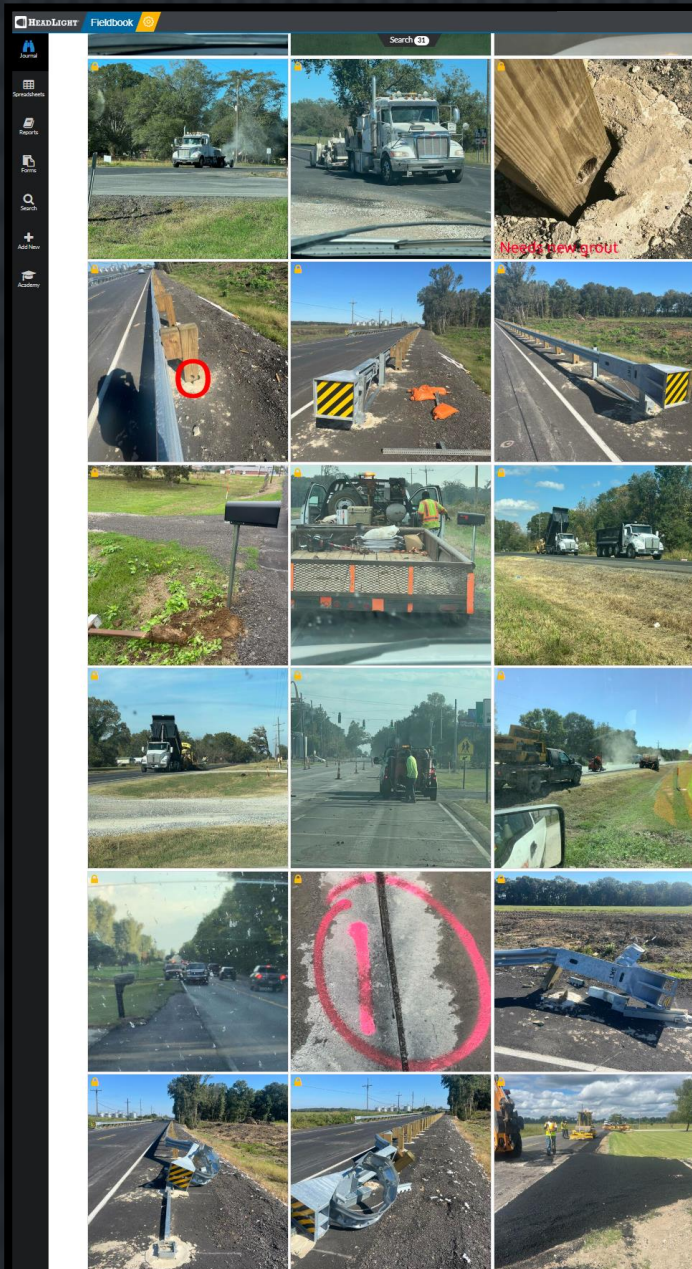 HEADLIGHT Fieldbook
Search 31
Journal
Spreadsheets
Reports
Forms
Search
Add New
Academy
Needs new grout